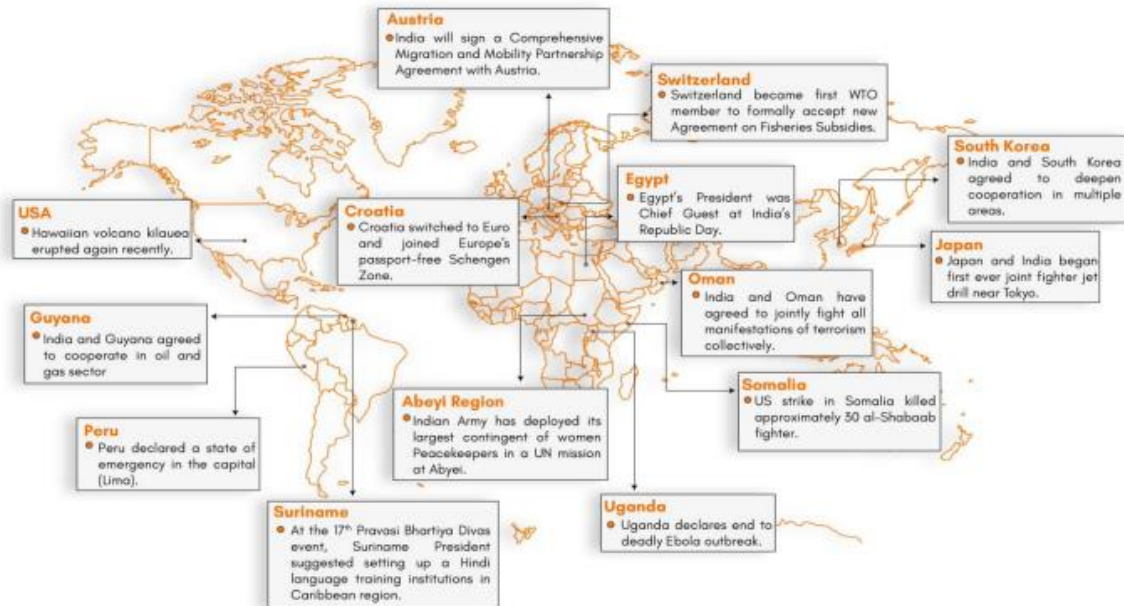 Austria
India will sign a Comprehensive
Migration and Mobility Partnership
Agreement with Austria.
Switzerland
Switzerland became first WTO
member to formally accept new
Agreement on Fisheries Subsidies.
South Korea
India and South Korea
agreed to deepen
cooperation in multiple
areas.
Egypt
Egypt's President was
Chief Guest at India's
Republic Day.
USA
Hawaiian volcano kilauea
erupted again recently.
Croatia
Croatia switched to Euro
and joined Europe's
passport-free Schengen
Zone.
Japan
Japan and India began
first ever joint fighter jet
drill near Tokyo.
Oman
India and Oman have
agreed to jointly fight all
manifestations of terrorism
collectively.
Guyana
India and Guyana agreed
to cooperate in oil and
gas sector
Somalia
US strike in Somalia killed
approximately 30 al-Shabaab
fighter.
Abeyi Region
Indian Army has deployed its
largest contingent of women
Peacekeepers in a UN mission
at Abyei.
Peru
Peru declared a state of
emergency in the capital
(Lima).
Uganda
Uganda declares end to
deadly Ebola outbreak.
Suriname
At the 17th Pravasi Bhartiya Divas
event, Suriname President
suggested setting up a Hindi
language training institutions in
Caribbean region.